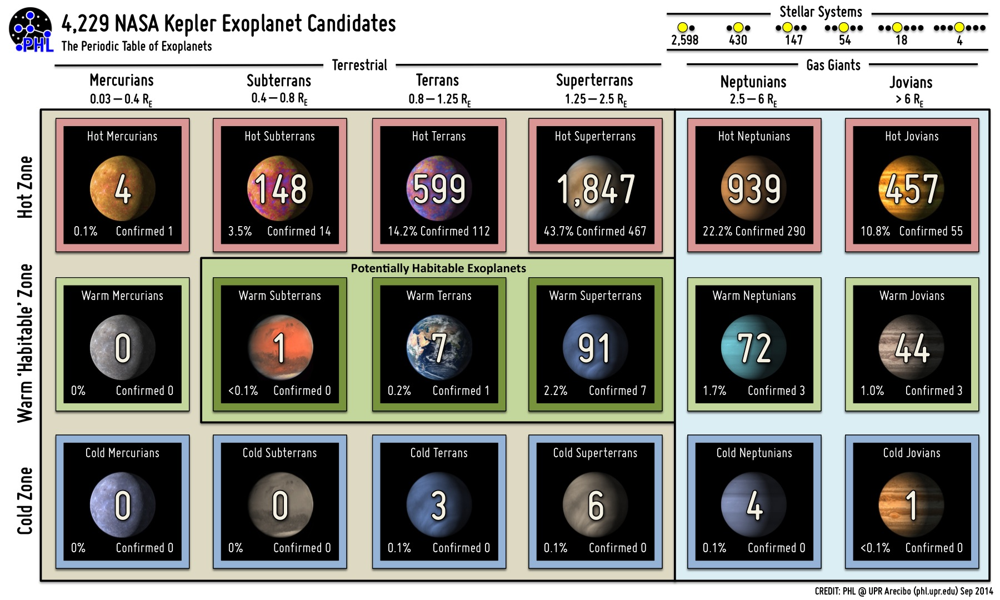 PHL
4,229 NASA Kepler Exoplanet Candidates
The Periodic Table of Exoplanets
Stellar Systems
2,598 430 147 54 18 4
Terrestrial Gas Giants
Mercurians Subterrans Terrans Superterrans Neptunians Jovians
0.03 – 0.4 RE 0.4 – 0.8 RE 0.8 – 1.25 RE 1.25 – 2.5 RE 2.5 – 6 RE > 6 RE
Hot Zone
Hot Mercurians Hot Subterrans Hot Terrans Hot Superterrans Hot Neptunians Hot Jovians
4 148 599 1,847 939 457
0.1% Confirmed 1 3.5% Confirmed 14 14.2% Confirmed 112 43.7% Confirmed 467 22.2% Confirmed 290 10.8% Confirmed 55
Warm ‘Habitable’ Zone
Potentially Habitable Exoplanets
Warm Mercurians Warm Subterrans Warm Terrans Warm Superterrans Warm Neptunians Warm Jovians
0 1 7 91 72 44
0% Confirmed 0 <0.1% Confirmed 0 0.2% Confirmed 1 2.2% Confirmed 7 1.7% Confirmed 3 1.0% Confirmed 3
Cold Zone
Cold Mercurians Cold Subterrans Cold Terrans Cold Superterrans Cold Neptunians Cold Jovians
0 0 3 6 4 1
0% Confirmed 0 0% Confirmed 0 0.1% Confirmed 0 0.1% Confirmed 0 0.1% Confirmed 0 <0.1% Confirmed 0
CREDIT: PHL @ UPR Arecibo (phl.upr.edu) Sep 2014